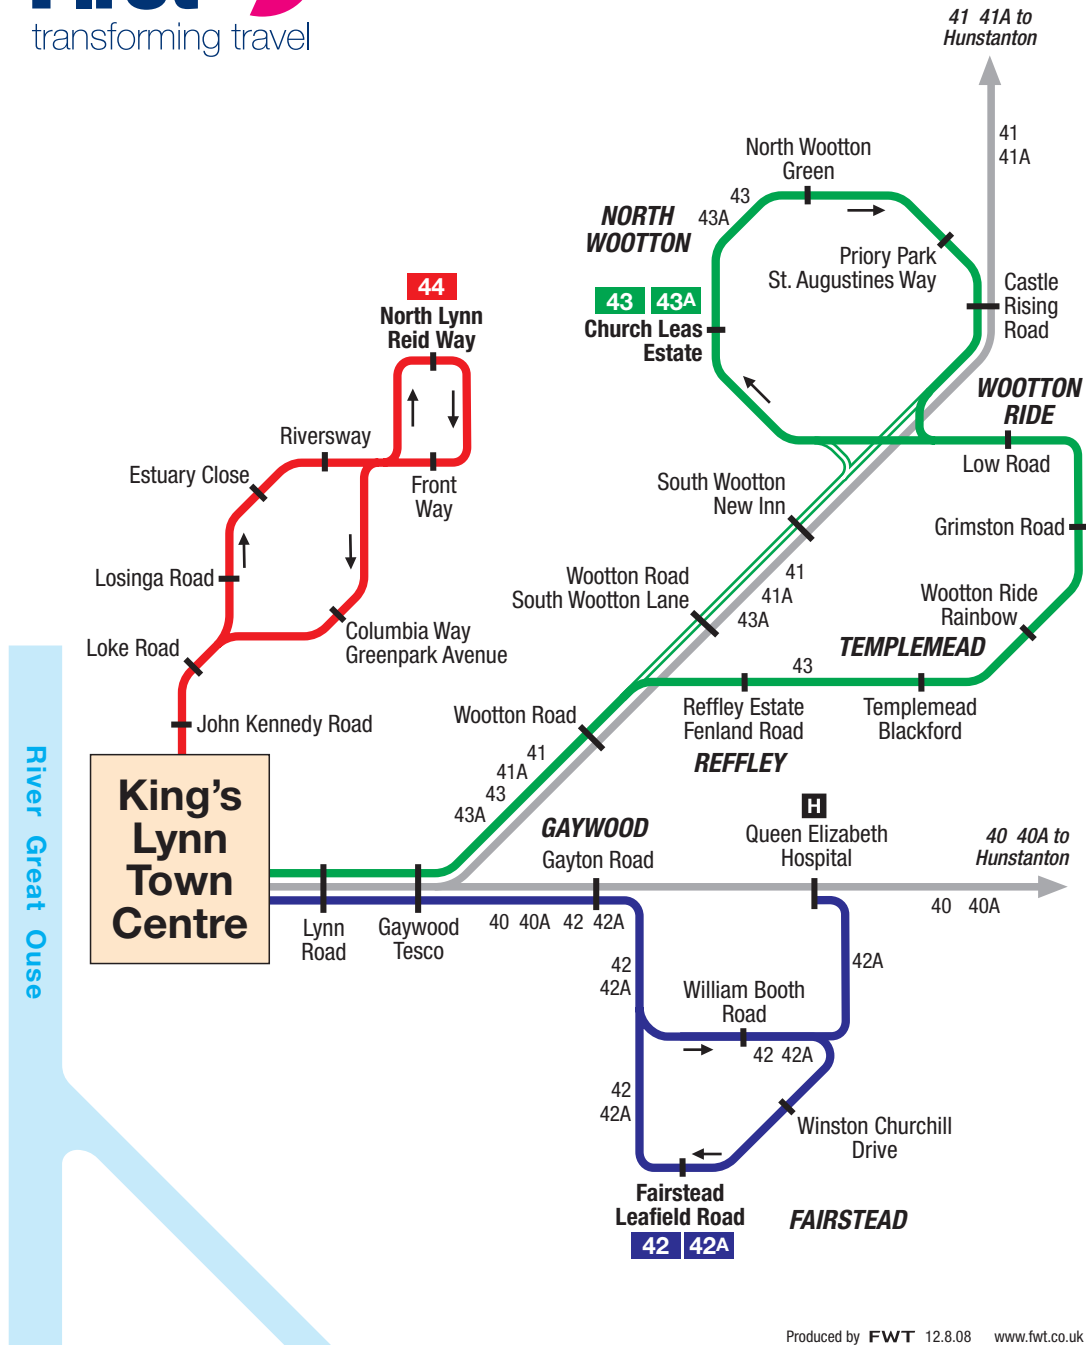 First
transforming travel
41 41A to
Hunstanton
41
41A
North Wootton
Green
43
43A
NORTH
WOOTTON
Priory Park
St. Augustines Way
Castle
Rising
Road
44
North Lynn
Reid Way
43 43A
Church Leas
Estate
WOOTTON
RIDE
Low Road
Riversway
Estuary Close
Front
Way
South Wootton
New Inn
Grimston Road
Losinga Road
Wootton Road
South Wootton Lane
41
41A
43A
Wootton Ride
Rainbow
Columbia Way
Greenpark Avenue
Loke Road
TEMPLEMEAD
43
John Kennedy Road
Wootton Road
Reffley Estate
Fenland Road
Templemead
Blackford
REFFLEY
41
41A
43
43A
River Great Ouse
King's
Lynn
Town
Centre
GAYWOOD
Gayton Road
H
Queen Elizabeth
Hospital
40 40A to
Hunstanton
40 40A
Lynn
Road
Gaywood
Tesco
40 40A 42 42A
42
42A
42A
William Booth
Road
42 42A
42
42A
Winston Churchill
Drive
Fairstead
Leafield Road
42 42A
FAIRSTEAD
Produced by FWT 12.8.08 www.fwt.co.uk